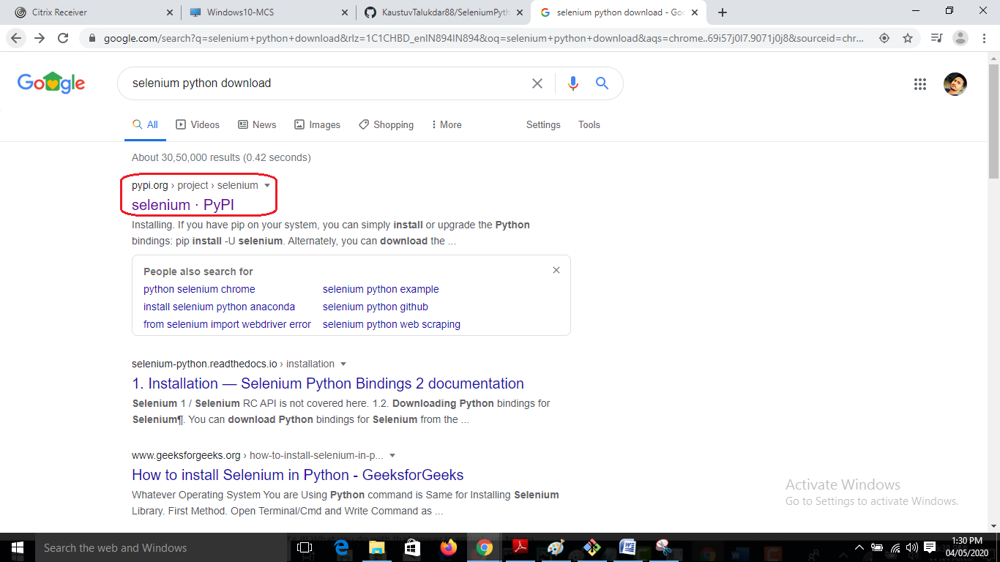 Citrix Receiver
Windows10-MCS
KaustuvTalukdar88/SeleniumPyth
selenium python download - Goo
google.com/search?q=selenium+python+download&rlz=1C1CHBD_enIN894IN894&oq=selenium+python+download&aqs=chrome..69i57j0l7.9071j0j8&sourceid=chr...
Google
selenium python download
All
Videos
News
Images
Shopping
More
Settings
Tools
About 30,50,000 results (0.42 seconds)
pypi.org › project › selenium
selenium · PyPI
Installing. If you have pip on your system, you can simply install or upgrade the Python
bindings: pip install -U selenium. Alternately, you can download the ...
People also search for
python selenium chrome
selenium python example
install selenium python anaconda
selenium python github
from selenium import webdriver error
selenium python web scraping
selenium-python.readthedocs.io › installation
1. Installation — Selenium Python Bindings 2 documentation
Selenium 1 / Selenium RC API is not covered here. 1.2. Downloading Python bindings for
Selenium¶. You can download Python bindings for Selenium from the ...
www.geeksforgeeks.org › how-to-install-selenium-in-p...
How to install Selenium in Python - GeeksforGeeks
Whatever Operating System You are Using Python command is Same for Installing Selenium
Library. First Method. Open Terminal/Cmd and Write Command as ...
Activate Windows
Go to Settings to activate Windows.
Search the web and Windows
1:30 PM
04/05/2020